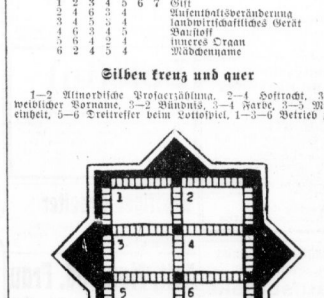 1 2 3 4 5 6 7 Gift
2 4 6 3 4 Aufenthaltsveränderung
3 4 5 3 4 landwirtschaftliches Gerät
4 6 3 4 5 Baustoff
5 6 4 2 4 inneres Organ
6 2 4 5 4 Mädchenname
Silben kreuz und quer
1—2 Altnordische Prosaerzählung, 2—4 Hoftracht, 3
weiblicher Vorname, 3—2 Bündnis, 3—4 Farbe, 3—5 M
einheit, 5—6 Dreitreffer beim Lottospiel, 1—3—6 Betrieb
1 2
3 4
5 6